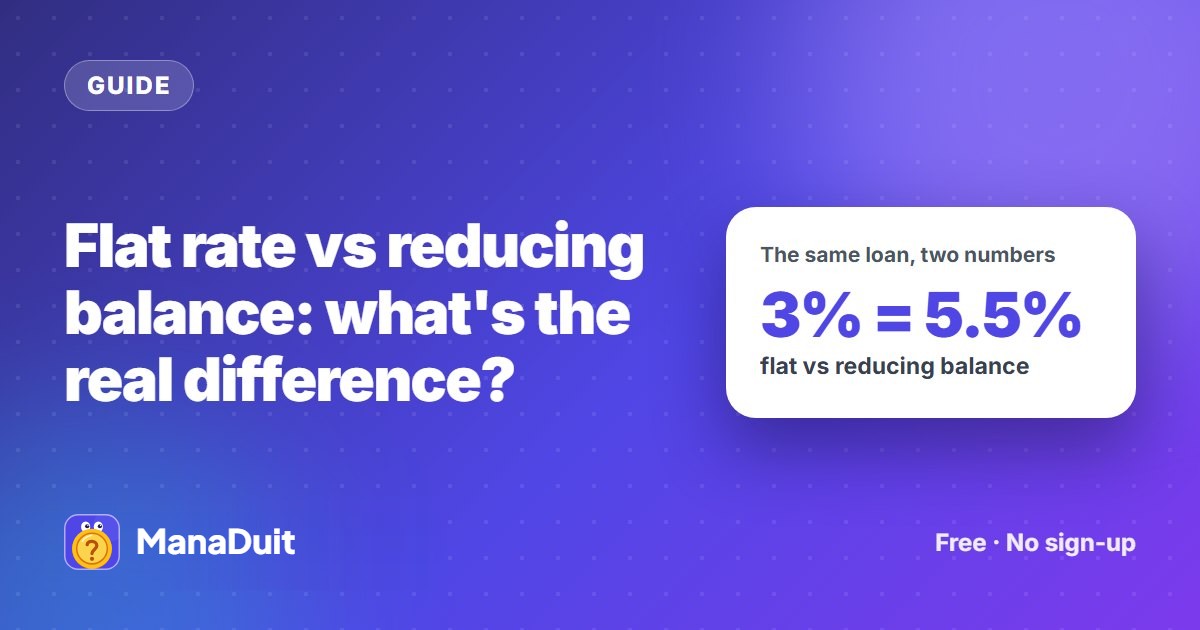 GUIDE
Flat rate vs reducing
balance: what's the
real difference?
The same loan, two numbers
3% = 5.5%
flat vs reducing balance
?
ManaDuit
Free · No sign-up